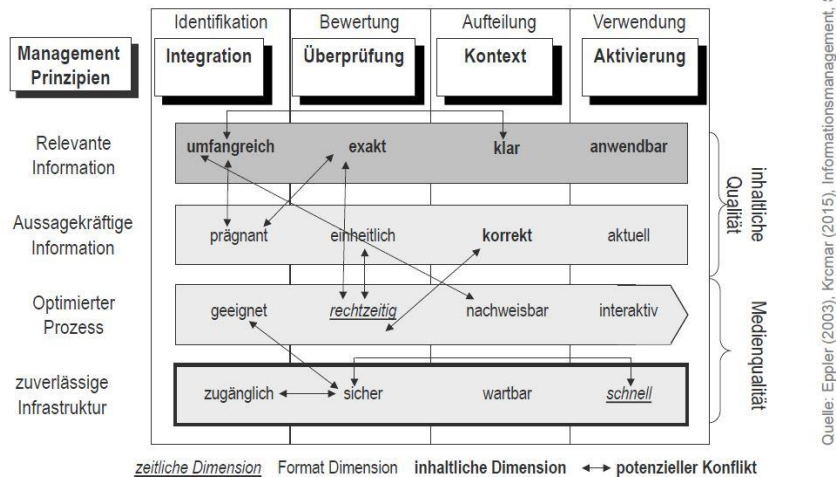 Identifikation Bewertung Aufteilung Verwendung
Management
Prinzipien
Integration Überprüfung Kontext Aktivierung
Relevante
Information
umfangreich exakt klar anwendbar
Aussagekräftige
Information
prägnant einheitlich korrekt aktuell
Optimierter
Prozess
geeignet rechtzeitig nachweisbar interaktiv
zuverlässige
Infrastruktur
zugänglich sicher wartbar schnell
inhaltliche
Qualität
Medienqualität
zeitliche Dimension Format Dimension inhaltliche Dimension potenzieller Konflikt
Quelle: Eppler (2003), Krcmar (2015), Informationsmanagement,